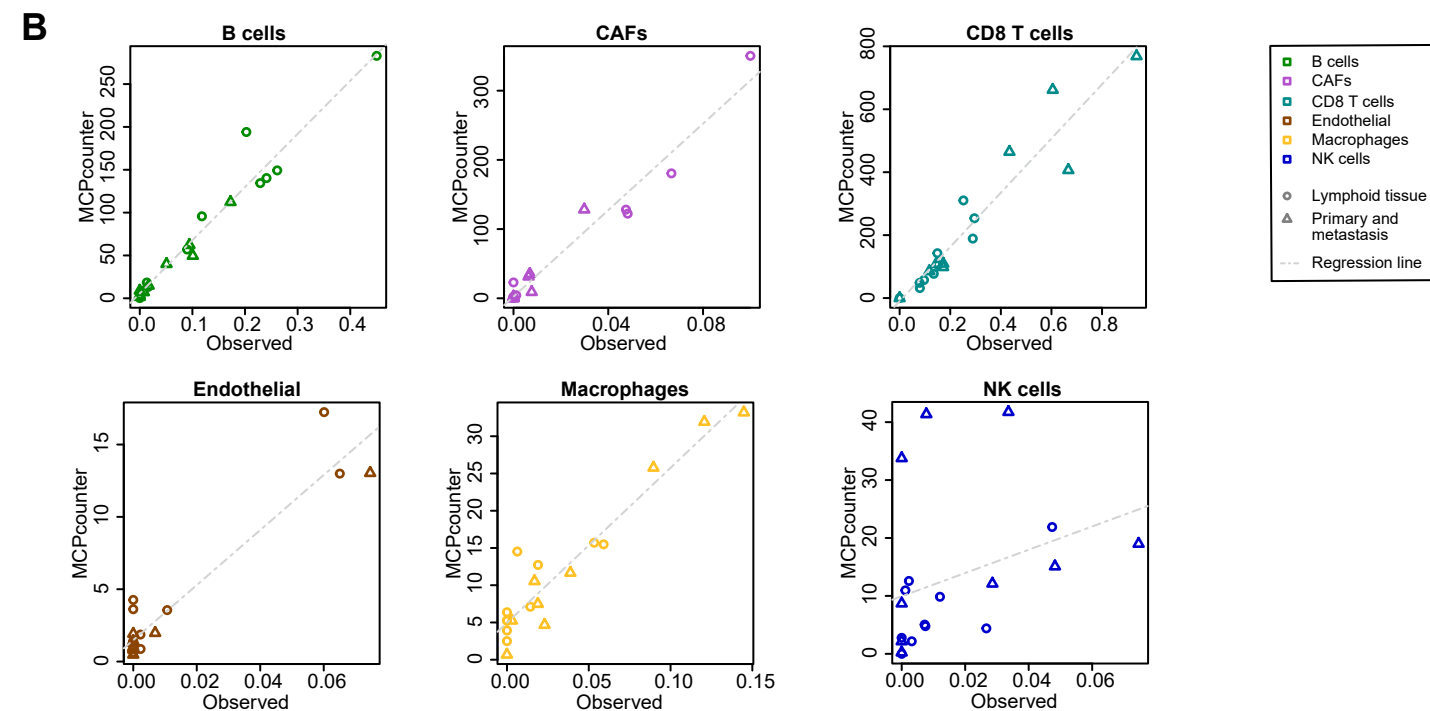 B
B cells
MCPcounter
0 50 100 150 200 250
0.0 0.1 0.2 0.3 0.4
Observed
CAFs
MCPcounter
0 100 200 300
0.00 0.04 0.08
Observed
CD8 T cells
MCPcounter
0 200 400 600 800
0.0 0.2 0.4 0.6 0.8
Observed
B cells
CAFs
CD8 T cells
Endothelial
Macrophages
NK cells
Lymphoid tissue
Primary and
metastasis
Regression line
Endothelial
MCPcounter
0 5 10 15
0.00 0.02 0.04 0.06
Observed
Macrophages
MCPcounter
0 5 10 15 20 25 30
0.00 0.05 0.10 0.15
Observed
NK cells
MCPcounter
0 10 20 30 40
0.00 0.02 0.04 0.06
Observed